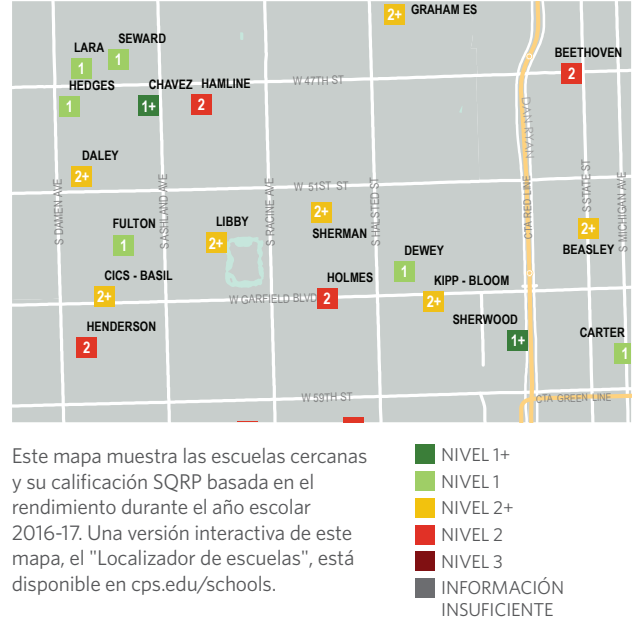 2+ GRAHAM ES
LARA SEWARD
1 1
BEETHOVEN
W 47TH ST
2
HEDGES CHAVEZ HAMLINE
1 1+ 2
DAN RYAN
DALEY
2+
W 51ST ST
S DAMEN AVE
S ASHLAND AVE
S RACINE AVE
S HALSTED ST
CTA RED LINE
S STATE ST
S MICHIGAN AVE
2+
SHERMAN
FULTON
1
LIBBY
2+
2+
BEASLEY
DEWEY
1
CICS - BASIL
2+
HOLMES
2
KIPP - BLOOM
2+
W GARFIELD BLVD
HENDERSON
2
SHERWOOD
1+
CARTER
1
W 59TH ST
CTA GREEN LINE
Este mapa muestra las escuelas cercanas
y su calificación SQRP basada en el
rendimiento durante el año escolar
2016-17. Una versión interactiva de este
mapa, el "Localizador de escuelas", está
disponible en cps.edu/schools.
NIVEL 1+
NIVEL 1
NIVEL 2+
NIVEL 2
NIVEL 3
INFORMACIÓN
INSUFICIENTE